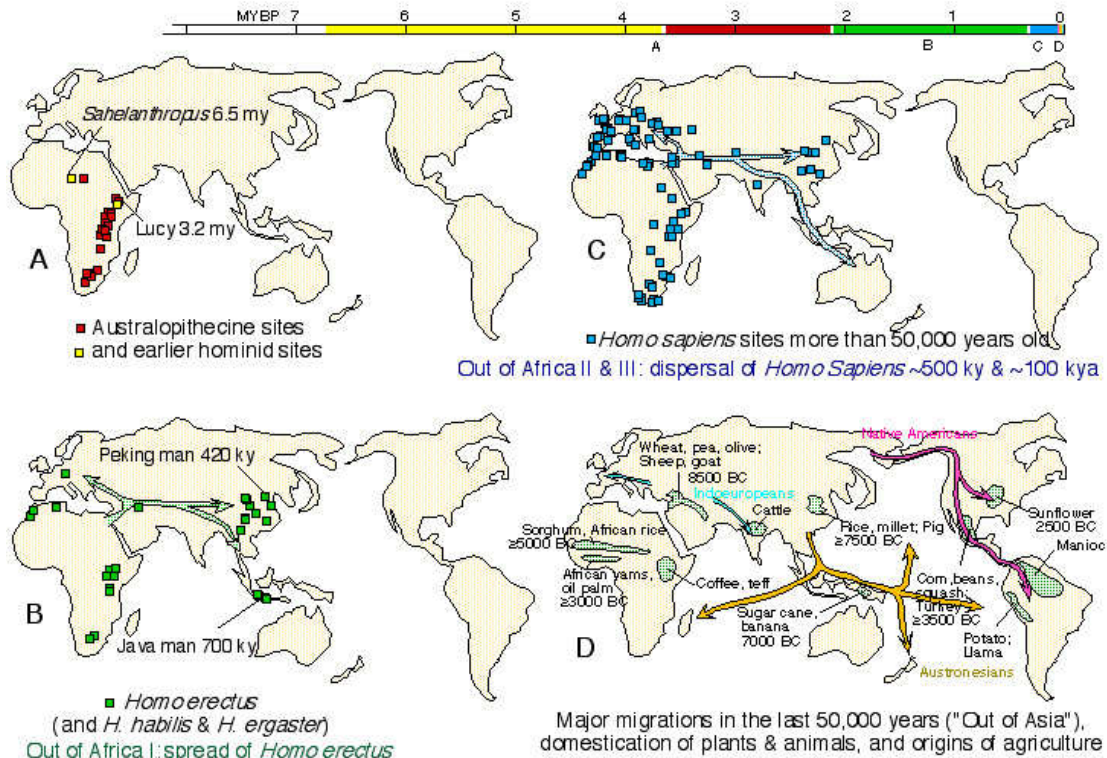 MYBP 7 6 5 4 3 2 1 0
A B C D
Sahelanthropus 6.5 my
Lucy 3.2 my
A
Australopithecine sites
and earlier hominid sites
C
Homo sapiens sites more than 50,000 years old
Out of Africa II & III: dispersal of Homo Sapiens ~500 ky & ~100 kya
Peking man 420 ky
B
Java man 700 ky
Homo erectus
(and H. habilis & H. ergaster)
Out of Africa I: spread of Homo erectus
Native Americans
Wheat, pea, olive;
Sheep, goat
8500 BC
Indoeuropeans
Cattle
Rice, millet; Pig
≥7500 BC
Sunflower
2500 BC
Sorghum, African rice
≥5000 BC
Manioc
African yams,
oil palm
≥3000 BC
Coffee, teff
Corn, beans,
squash;
Turkey
≥3500 BC
Sugar cane,
banana
7000 BC
D
Potato;
Llama
Austronesians
Major migrations in the last 50,000 years ("Out of Asia"),
domestication of plants & animals, and origins of agriculture